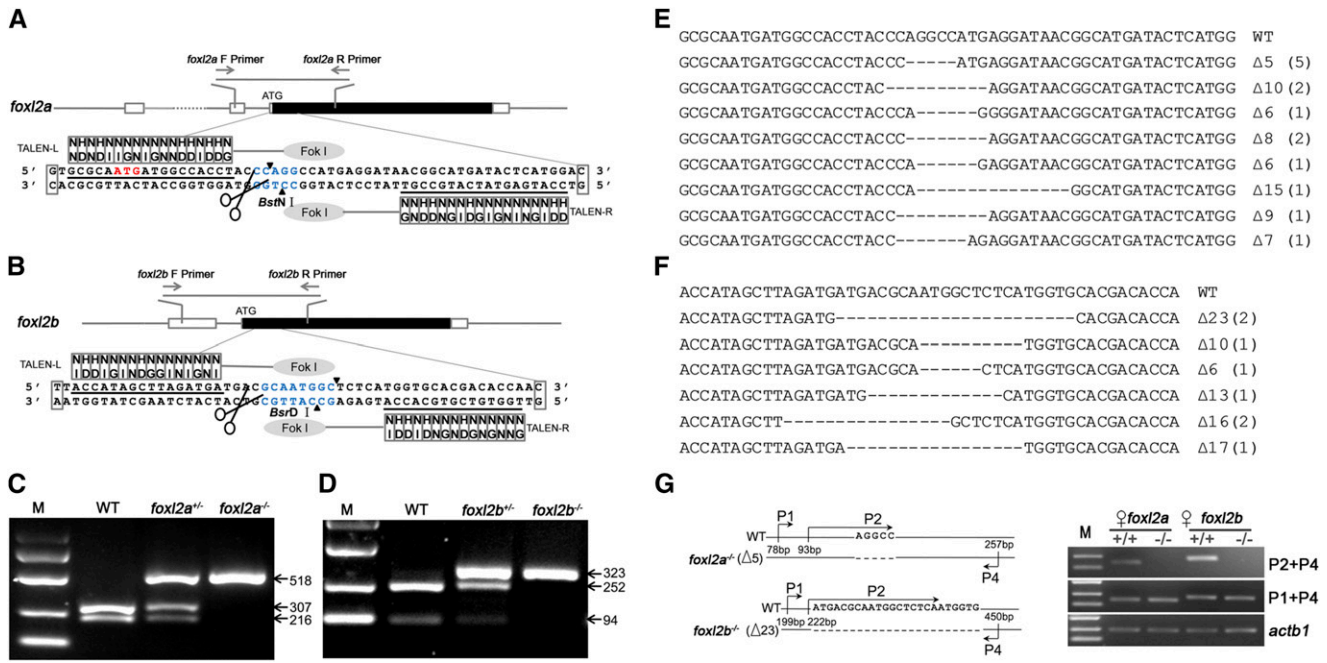 A
foxl2a F Primer
foxl2a R Primer
ATG
foxl2a
TALEN-L
Fok I
5′ GTGCGCAATGATGGCCACCTACCCAGGCCATGAGGATAACGGCATGATACTCATGGAC 3′
3′ CACGCGTTACTACCGGTGGATGGGTCCGGTACTCCTATTGCCGTACTATGAGTACCTG 5′
BstN I
Fok I
TALEN-R
B
foxl2b F Primer
foxl2b R Primer
ATG
foxl2b
TALEN-L
Fok I
5′ TTACCATAGCTTAGATGATGACGCAATGGCTCTCATGGTGCACGACACCAAC 3′
3′ AATGGTATCGAATCTACTACTGCGTTACCGAGAGTACCACGTGCTGTGGTTG 5′
BsrD I
Fok I
TALEN-R
C
M WT foxl2a+/- foxl2a-/-
518
307
216
D
M WT foxl2b+/- foxl2b-/-
323
252
94
E
GCGCAATGATGGCCACCTACCCAGGCCATGAGGATAACGGCATGATACTCATGG WT
GCGCAATGATGGCCACCTACCC-----ATGAGGATAACGGCATGATACTCATGG Δ5 (5)
GCGCAATGATGGCCACCTAC----------AGGATAACGGCATGATACTCATGG Δ10 (2)
GCGCAATGATGGCCACCTACCCA------GGGGATAACGGCATGATACTCATGG Δ6 (1)
GCGCAATGATGGCCACCTACCC--------AGGATAACGGCATGATACTCATGG Δ8 (2)
GCGCAATGATGGCCACCTACCCA------GAGGATAACGGCATGATACTCATGG Δ6 (1)
GCGCAATGATGGCCACCTACCCA---------------GGCATGATACTCATGG Δ15 (1)
GCGCAATGATGGCCACCTACC---------AGGATAACGGCATGATACTCATGG Δ9 (1)
GCGCAATGATGGCCACCTACC-------AGAGGATAACGGCATGATACTCATGG Δ7 (1)
F
ACCATAGCTTAGATGATGACGCAATGGCTCTCATGGTGCACGACACCA WT
ACCATAGCTTAGATG-----------------------CACGACACCA Δ23(2)
ACCATAGCTTAGATGATGACGCA----------TGGTGCACGACACCA Δ10(1)
ACCATAGCTTAGATGATGACGCA------CTCATGGTGCACGACACCA Δ6 (1)
ACCATAGCTTAGATGATG-------------CATGGTGCACGACACCA Δ13(1)
ACCATAGCTT----------------GCTCTCATGGTGCACGACACCA Δ16(2)
ACCATAGCTTAGATGA-----------------TGGTGCACGACACCA Δ17(1)
G
P1 P2
WT AGGCC
78bp 93bp 257bp
foxl2a-/- (Δ5) -----
P4
P1 P2
WT ATGACGCAATGGCTCTCAATGGTG
199bp 222bp 450bp
foxl2b-/- (Δ23)
P4
♀foxl2a ♀ foxl2b
M +/+ -/- +/+ -/-
P2+P4
P1+P4
actb1